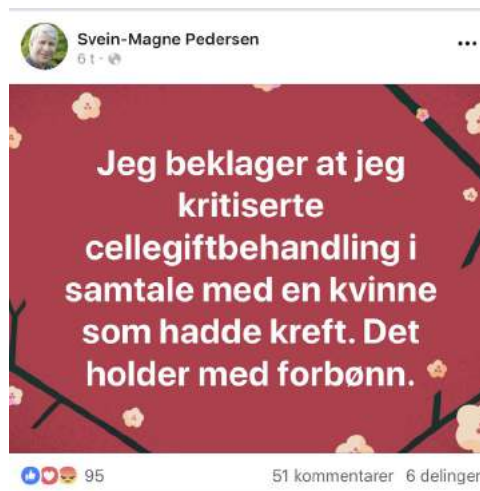 Svein-Magne Pedersen
6 t ·
Jeg beklager at jeg
kritiserte
cellegiftbehandling i
samtale med en kvinne
som hadde kreft. Det
holder med forbønn.
95
51 kommentarer 6 delinger